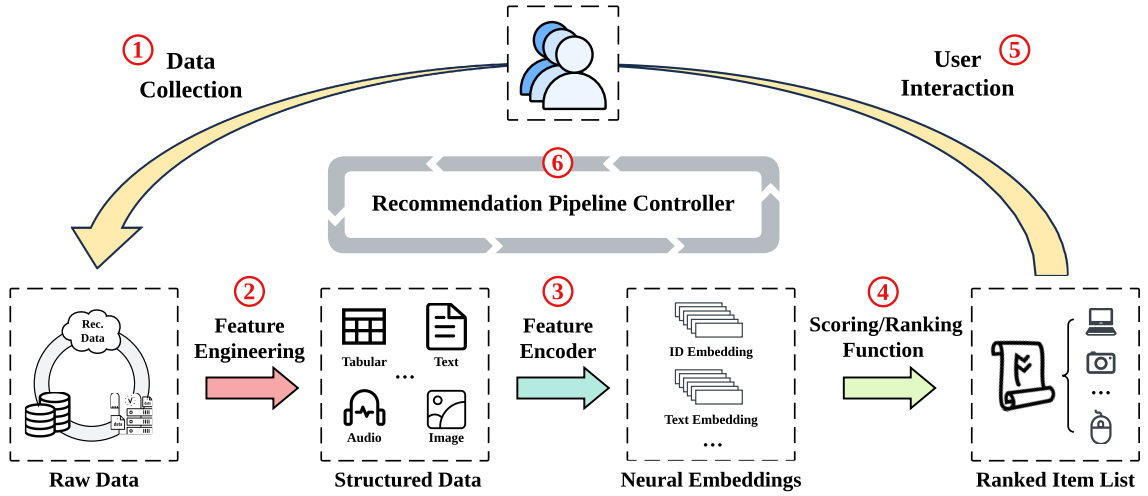 1
Data
Collection
User
Interaction
5
6
Recommendation Pipeline Controller
2
Feature
Engineering
3
Feature
Encoder
4
Scoring/Ranking
Function
Rec.
Data
Tabular
Text
...
Audio
Image
ID Embedding
Text Embedding
...
...
Raw Data
Structured Data
Neural Embeddings
Ranked Item List